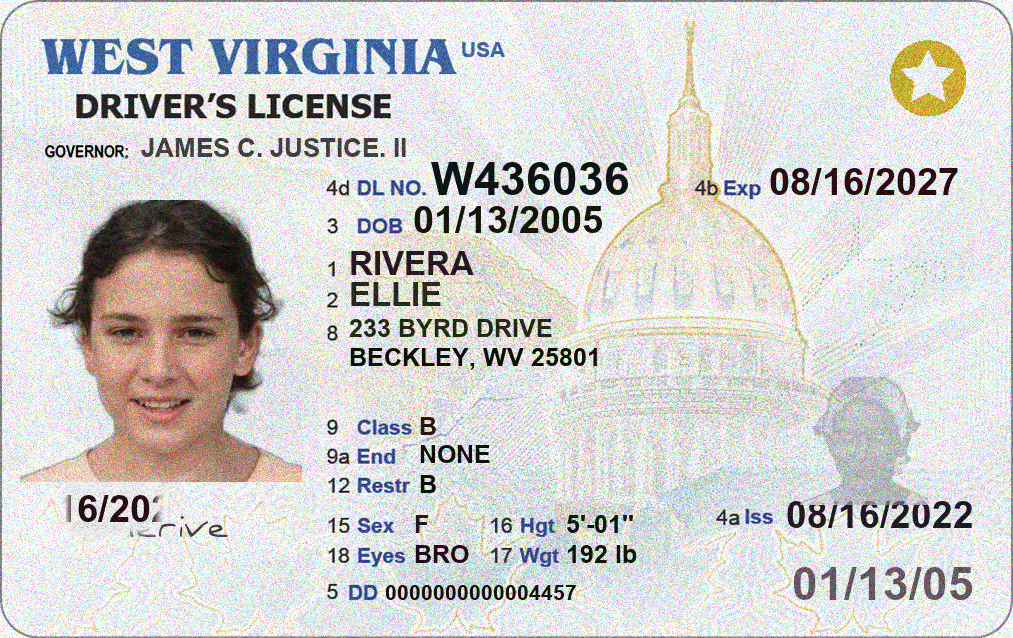 WEST VIRGINIA USA
DRIVER'S LICENSE
GOVERNOR: JAMES C. JUSTICE. II
4d DL NO. W436036 4b Exp 08/16/2027
3 DOB 01/13/2005
1 RIVERA
2 ELLIE
8 233 BYRD DRIVE
BECKLEY, WV 25801
9 Class B
9a End NONE
12 Restr B
6/20
15 Sex F 16 Hgt 5'-01" 4a Iss 08/16/2022
18 Eyes BRO 17 Wgt 192 lb
5 DD 0000000000004457
01/13/05